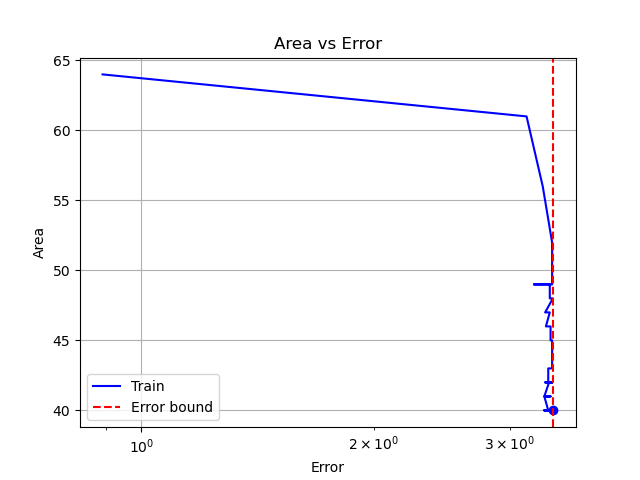 Area vs Error
65
60
55
50
45
40
Area
Train
Error bound
10⁰
2 × 10⁰
3 × 10⁰
Error